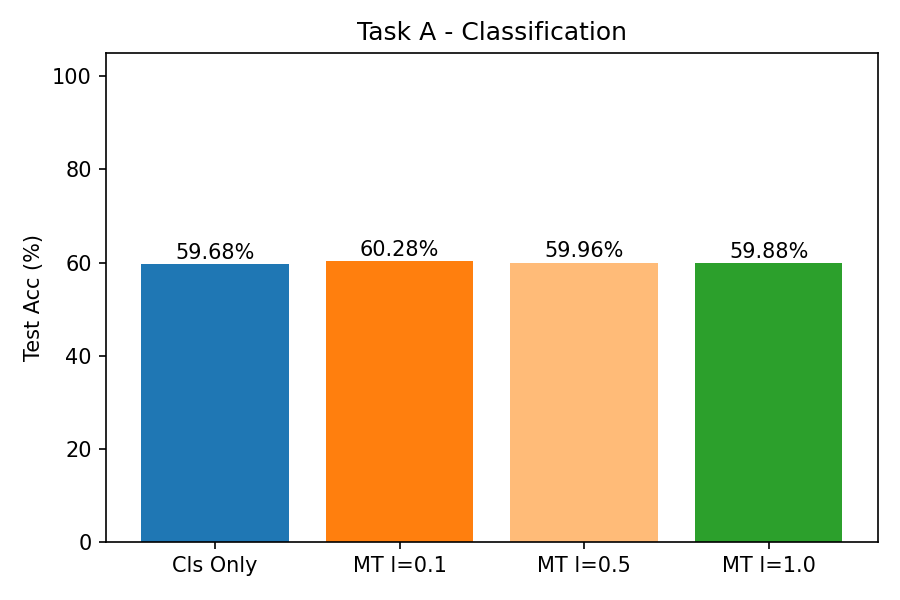 Task A - Classification
Test Acc (%)
100
80
60
40
20
0
59.68%
60.28%
59.96%
59.88%
Cls Only
MT l=0.1
MT l=0.5
MT l=1.0